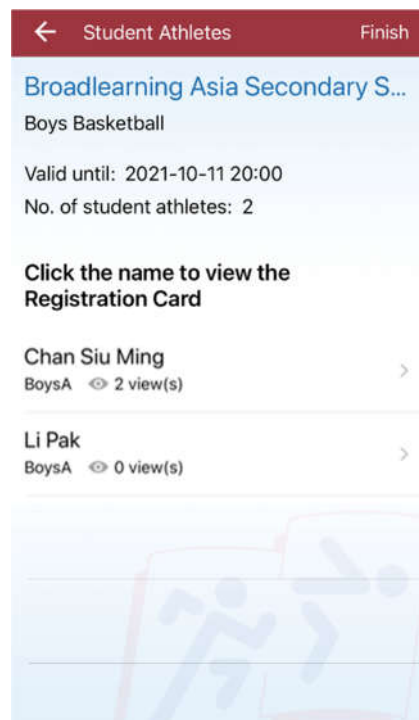 Student Athletes Finish
Broadlearning Asia Secondary S...
Boys Basketball
Valid until: 2021-10-11 20:00
No. of student athletes: 2
Click the name to view the
Registration Card
Chan Siu Ming
BoysA 2 view(s)
Li Pak
BoysA 0 view(s)